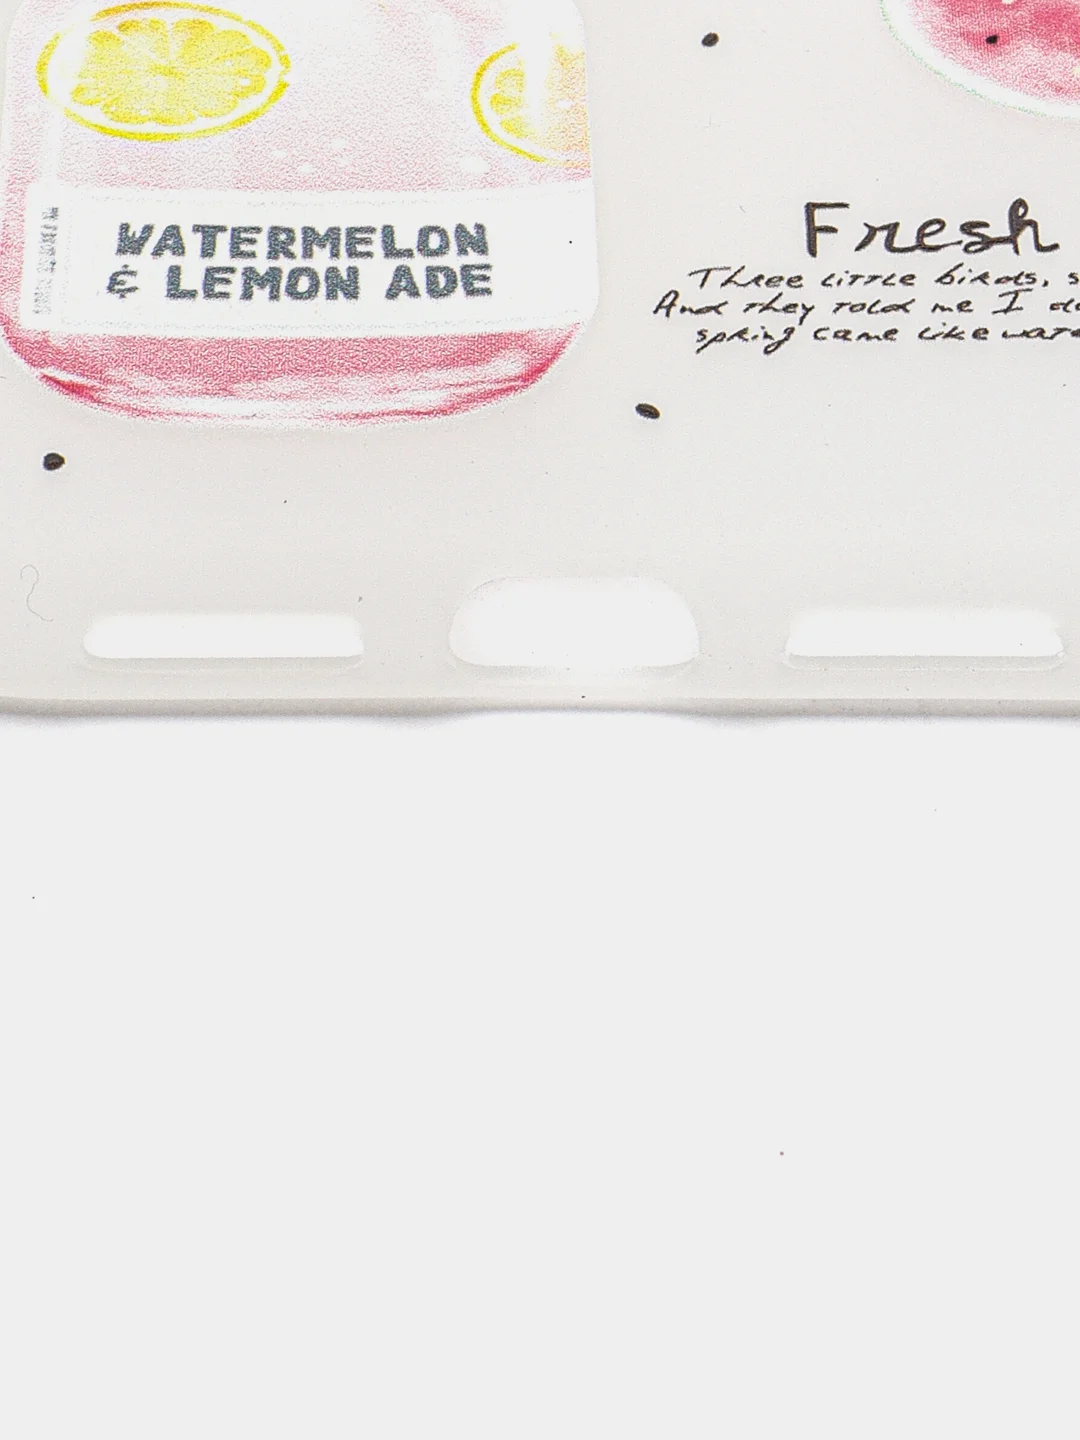 WATERMELON
& LEMON ADE
Fresh
Three little birds, s
And they told me I
spring came like